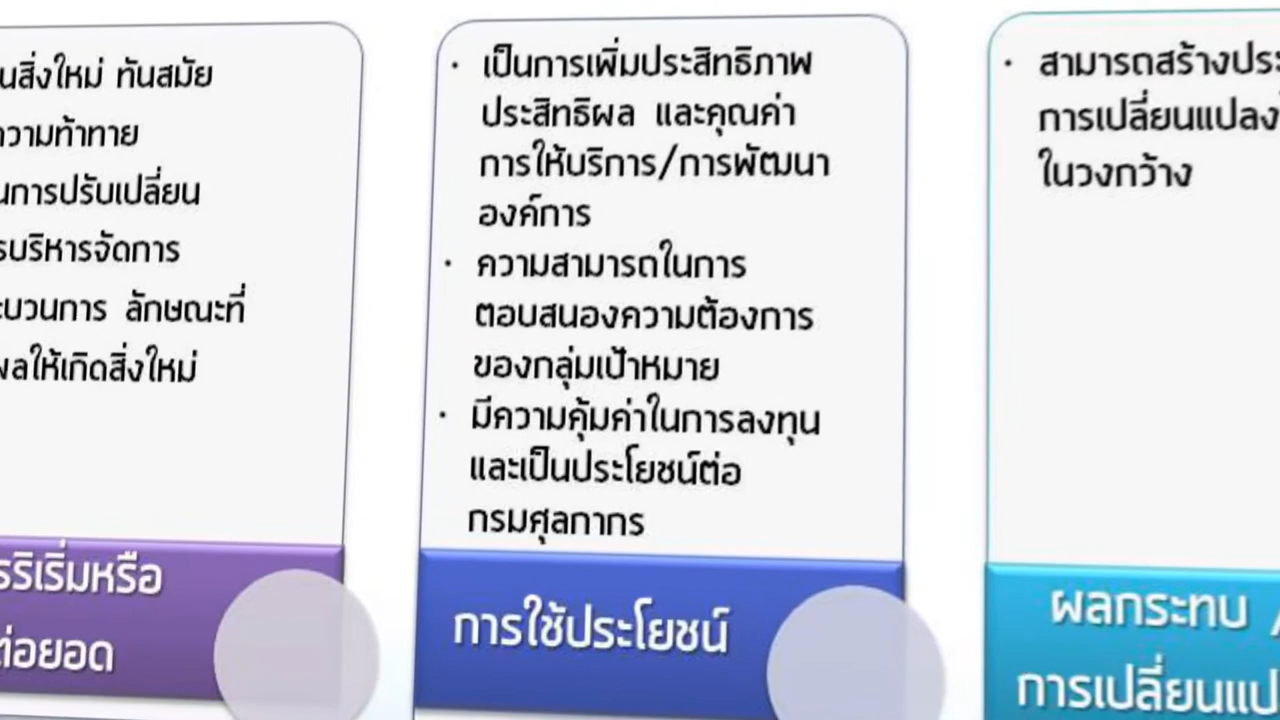 นสิ่งใหม่ ทันสมัย
ความท้าทาย
นการปรับเปลี่ยน
รบริหารจัดการ
ะบวนการ ลักษณะที่
ผลให้เกิดสิ่งใหม่
รริเริ่มหรือ
ต่อยอด
· เป็นการเพิ่มประสิทธิภาพ
ประสิทธิผล และคุณค่า
การให้บริการ/การพัฒนา
องค์การ
· ความสามารถในการ
ตอบสนองความต้องการ
ของกลุ่มเป้าหมาย
· มีความคุ้มค่าในการลงทุน
และเป็นประโยชน์ต่อ
กรมศุลกากร
การใช้ประโยชน์
· สามารถสร้างประ
การเปลี่ยนแปลง
ในวงกว้าง
ผลกระทบ /
การเปลี่ยนแป